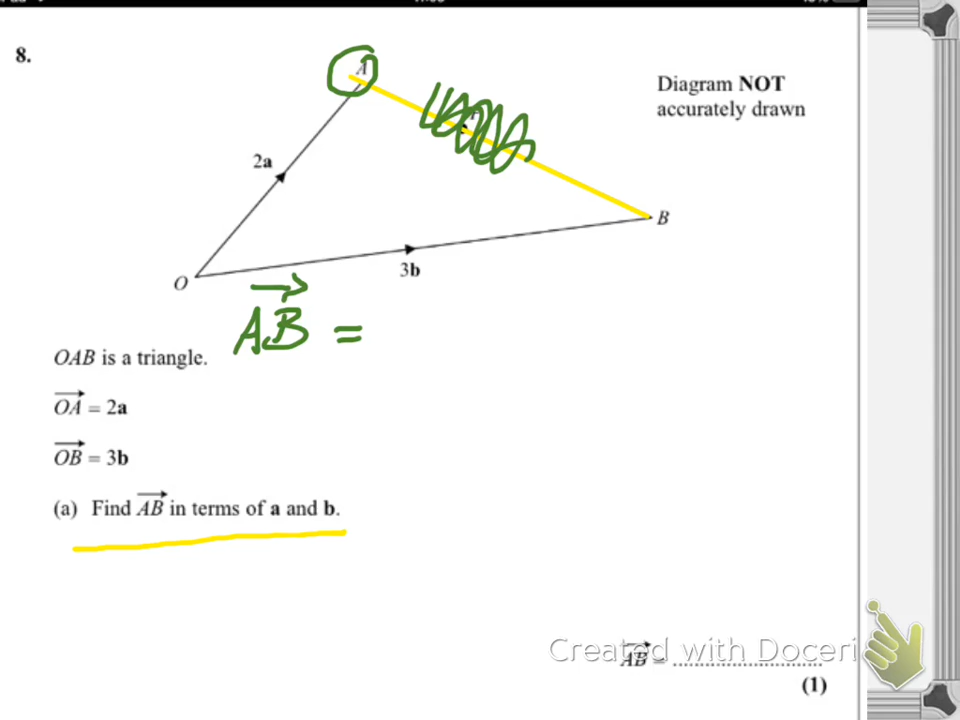 8.
A
Diagram NOT
accurately drawn
2a
B
O
3b
AB =
OAB is a triangle.
OA = 2a
OB = 3b
(a) Find AB in terms of a and b.
Created with Doceri
AB = ..............................
(1)